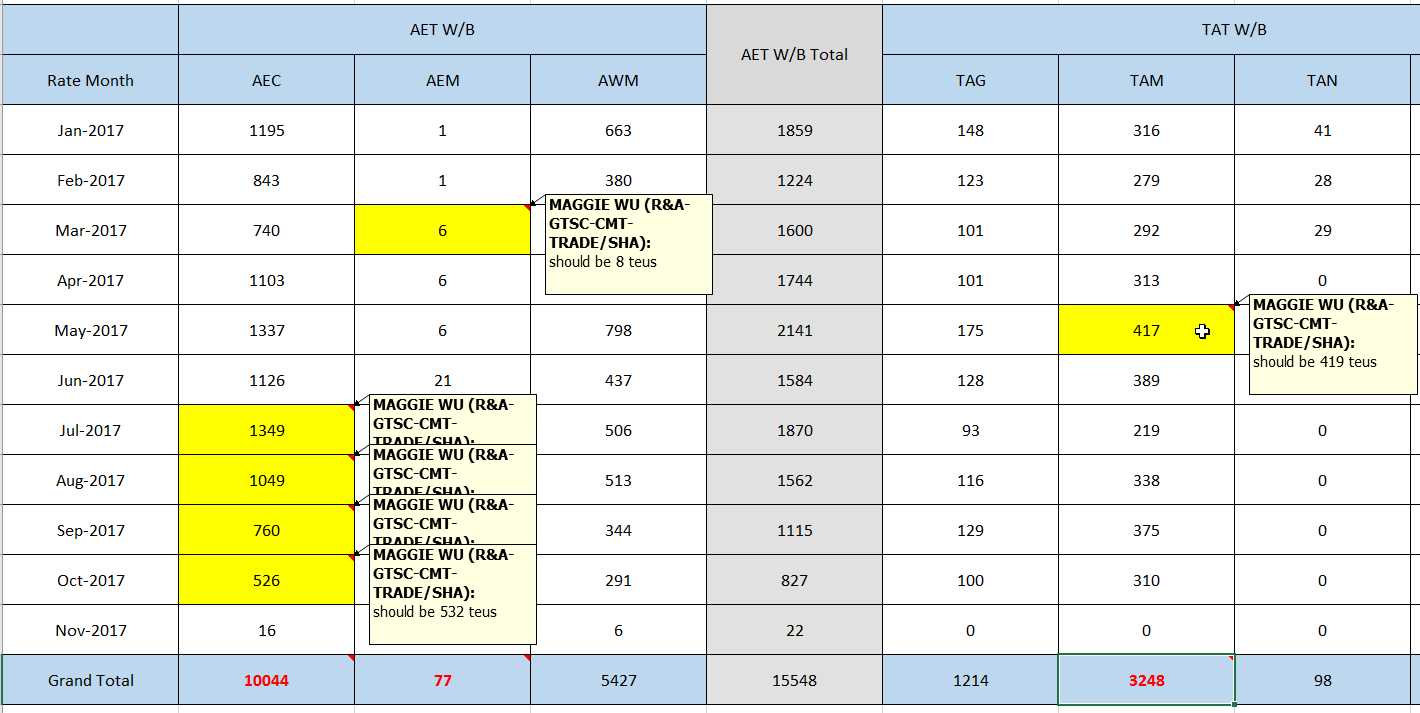 AET W/B AET W/B Total TAT W/B
Rate Month AEC AEM AWM TAG TAM TAN
Jan-2017 1195 1 663 1859 148 316 41
Feb-2017 843 1 380 1224 123 279 28
Mar-2017 740 6 1600 101 292 29
MAGGIE WU (R&A-
GTSC-CMT-
TRADE/SHA):
should be 8 teus
Apr-2017 1103 6 1744 101 313 0
May-2017 1337 6 798 2141 175 417
MAGGIE WU (R&A-
GTSC-CMT-
TRADE/SHA):
should be 419 teus
Jun-2017 1126 21 437 1584 128 389
Jul-2017 1349 506 1870 93 219 0
MAGGIE WU (R&A-
GTSC-CMT-
TRADE/SHA):
Aug-2017 1049 513 1562 116 338 0
MAGGIE WU (R&A-
GTSC-CMT-
TRADE/SHA):
Sep-2017 760 344 1115 129 375 0
MAGGIE WU (R&A-
GTSC-CMT-
TRADE/SHA):
Oct-2017 526 291 827 100 310 0
MAGGIE WU (R&A-
GTSC-CMT-
TRADE/SHA):
should be 532 teus
Nov-2017 16 6 22 0 0 0
Grand Total 10044 77 5427 15548 1214 3248 98